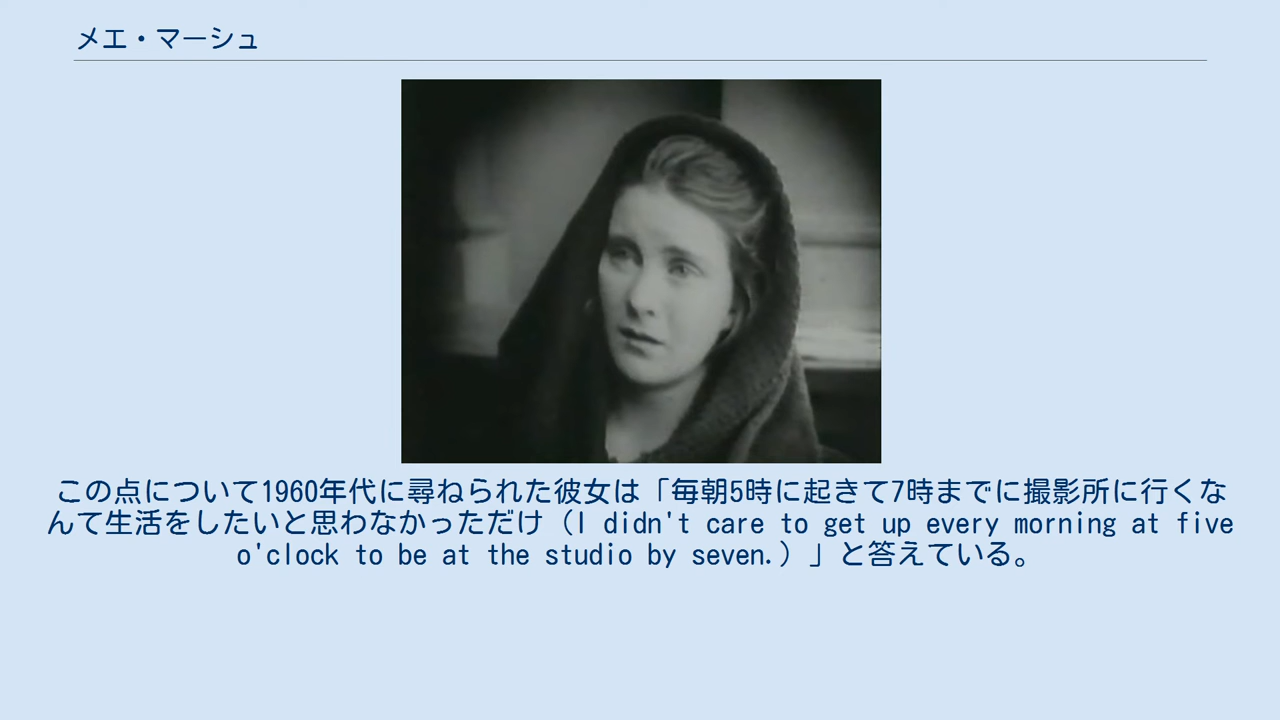 メエ・マーシュ
この点について1960年代に尋ねられた彼女は「毎朝5時に起きて7時までに撮影所に行くな
んて生活をしたいと思わなかっただけ（I didn't care to get up every morning at five
o'clock to be at the studio by seven.）」と答えている。